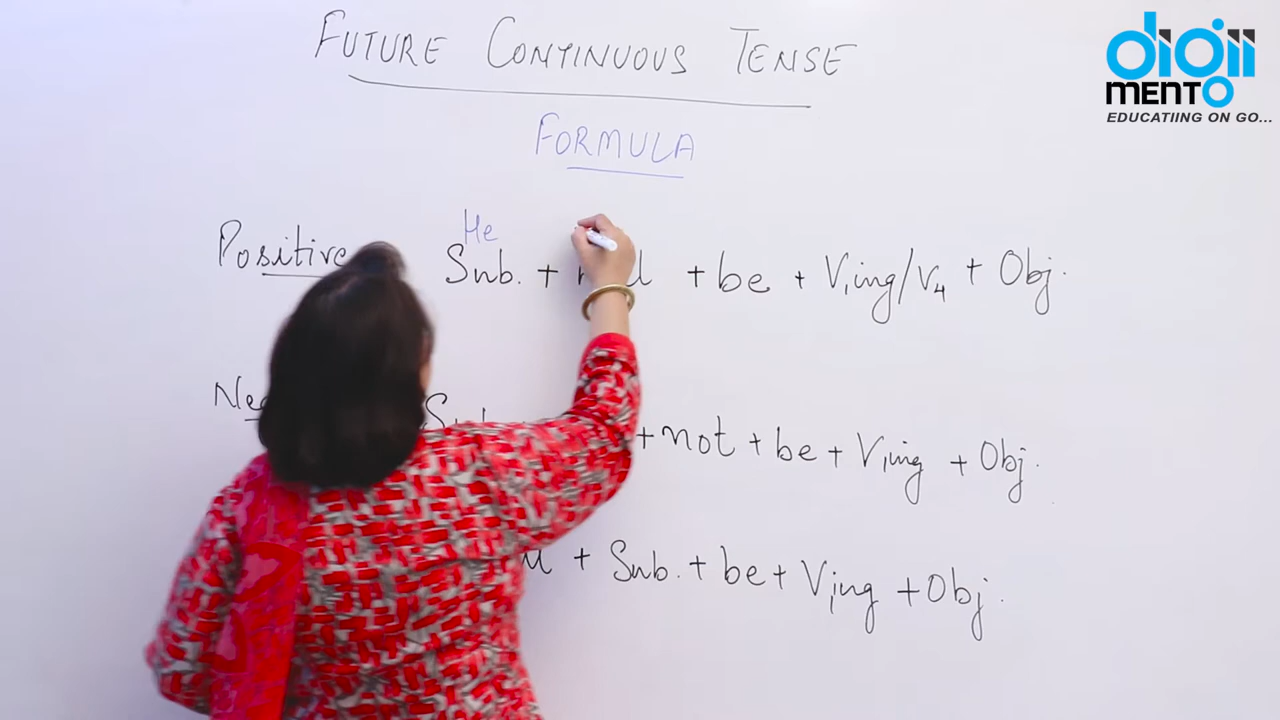 FUTURE CONTINUOUS TENSE
digii
MENTO
EDUCATIING ON GO...
FORMULA
He
Positive Sub. + + be + V1ing/V4 + Obj.
Sub + not + be + V1ing + Obj.
+ Sub. + be + V1ing + Obj.